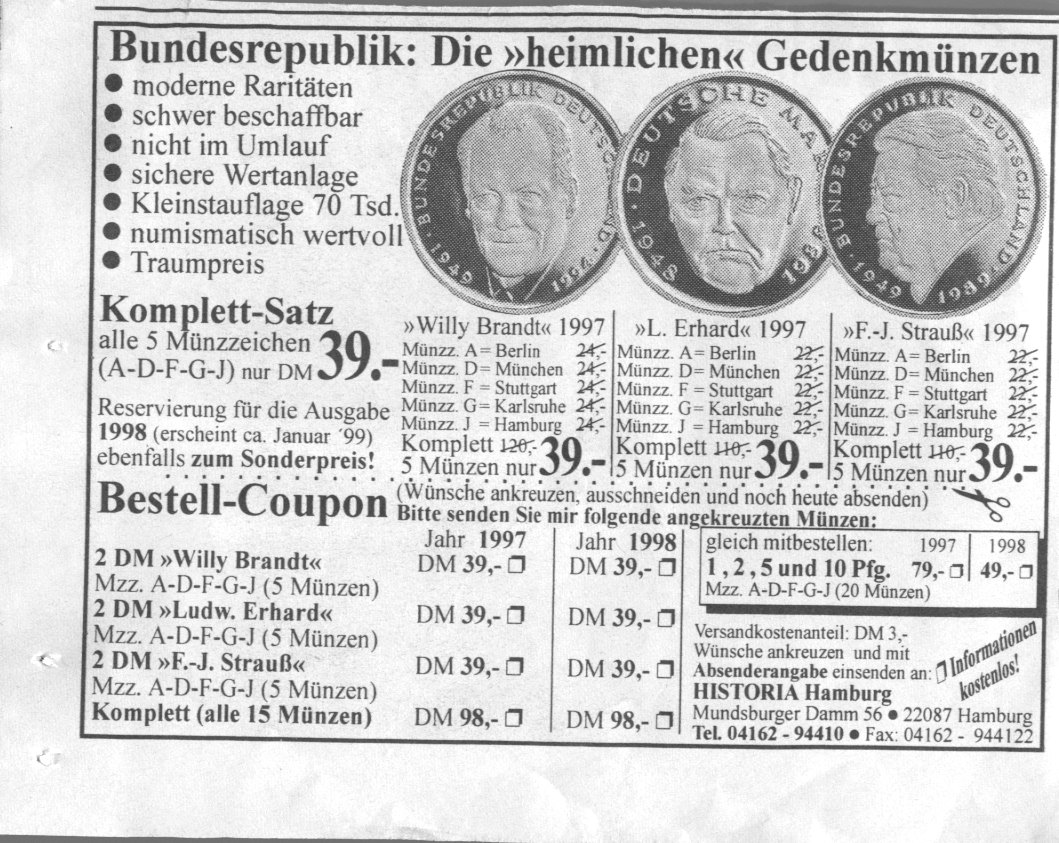 Bundesrepublik: Die »heimlichen« Gedenkmünzen
● moderne Raritäten
● schwer beschaffbar
● nicht im Umlauf
● sichere Wertanlage
● Kleinstauflage 70 Tsd.
● numismatisch wertvoll
● Traumpreis
BUNDESREPUBLIK DEUTSCHLAND · 1949 1994 ·
· DEUTSCHE MA
1948 1988
BUNDESREPUBLIK DEUTSCHLAND · 1949 1989 ·
Komplett-Satz
alle 5 Münzzeichen
(A-D-F-G-J) nur DM 39.-
Reservierung für die Ausgabe
1998 (erscheint ca. Januar ´99)
ebenfalls zum Sonderpreis!
»Willy Brandt« 1997
Münzz. A = Berlin 24,-
Münzz. D = München 24,-
Münzz. F = Stuttgart 24,-
Münzz. G = Karlsruhe 24,-
Münzz. J = Hamburg 24,-
Komplett 120,-
5 Münzen nur 39.-
»L. Erhard« 1997
Münzz. A = Berlin 22,-
Münzz. D = München 22,-
Münzz. F = Stuttgart 22,-
Münzz. G = Karlsruhe 22,-
Münzz. J = Hamburg 22,-
Komplett 110,-
5 Münzen nur 39.-
»F.-J. Strauß« 1997
Münzz. A = Berlin 22,-
Münzz. D = München 22,-
Münzz. F = Stuttgart 22,-
Münzz. G = Karlsruhe 22,-
Münzz. J = Hamburg 22,-
Komplett 110,-
5 Münzen nur 39.-
Bestell-Coupon (Wünsche ankreuzen, ausschneiden und noch heute absenden)
Bitte senden Sie mir folgende angekreuzten Münzen:
Jahr 1997 Jahr 1998
2 DM »Willy Brandt« DM 39,- ❐ DM 39,- ❐
Mzz. A-D-F-G-J (5 Münzen)
2 DM »Ludw. Erhard« DM 39,- ❐ DM 39,- ❐
Mzz. A-D-F-G-J (5 Münzen)
2 DM »F.-J. Strauß« DM 39,- ❐ DM 39,- ❐
Mzz. A-D-F-G-J (5 Münzen)
Komplett (alle 15 Münzen) DM 98,- ❐ DM 98,- ❐
gleich mitbestellen: 1997 1998
1, 2, 5 und 10 Pfg. 79,- ❐ 49,- ❐
Mzz. A-D-F-G-J (20 Münzen)
Versandkostenanteil: DM 3,-
Wünsche ankreuzen und mit
Absenderangabe einsenden an:
❐ Informationen
kostenlos!
HISTORIA Hamburg
Mundsburger Damm 56 ● 22087 Hamburg
Tel. 04162 - 94410 ● Fax: 04162 - 944122